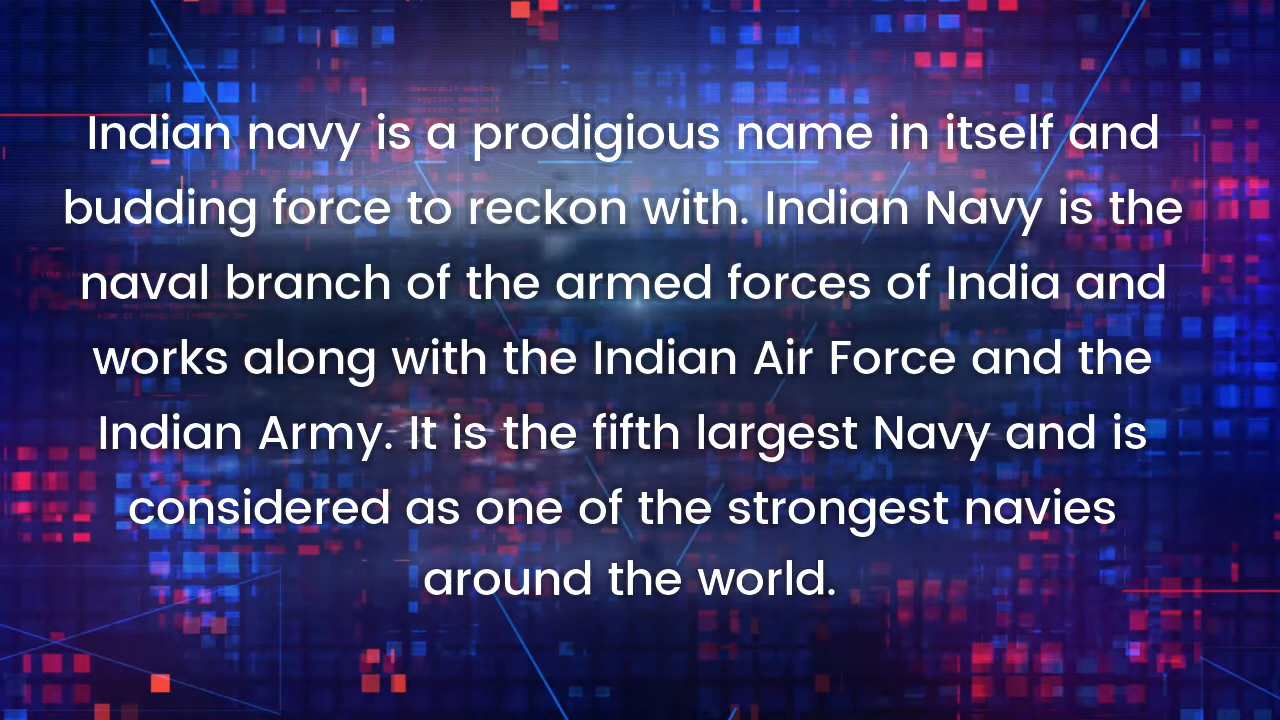 Indian navy is a prodigious name in itself and
budding force to reckon with. Indian Navy is the
naval branch of the armed forces of India and
works along with the Indian Air Force and the
Indian Army. It is the fifth largest Navy and is
considered as one of the strongest navies
around the world.